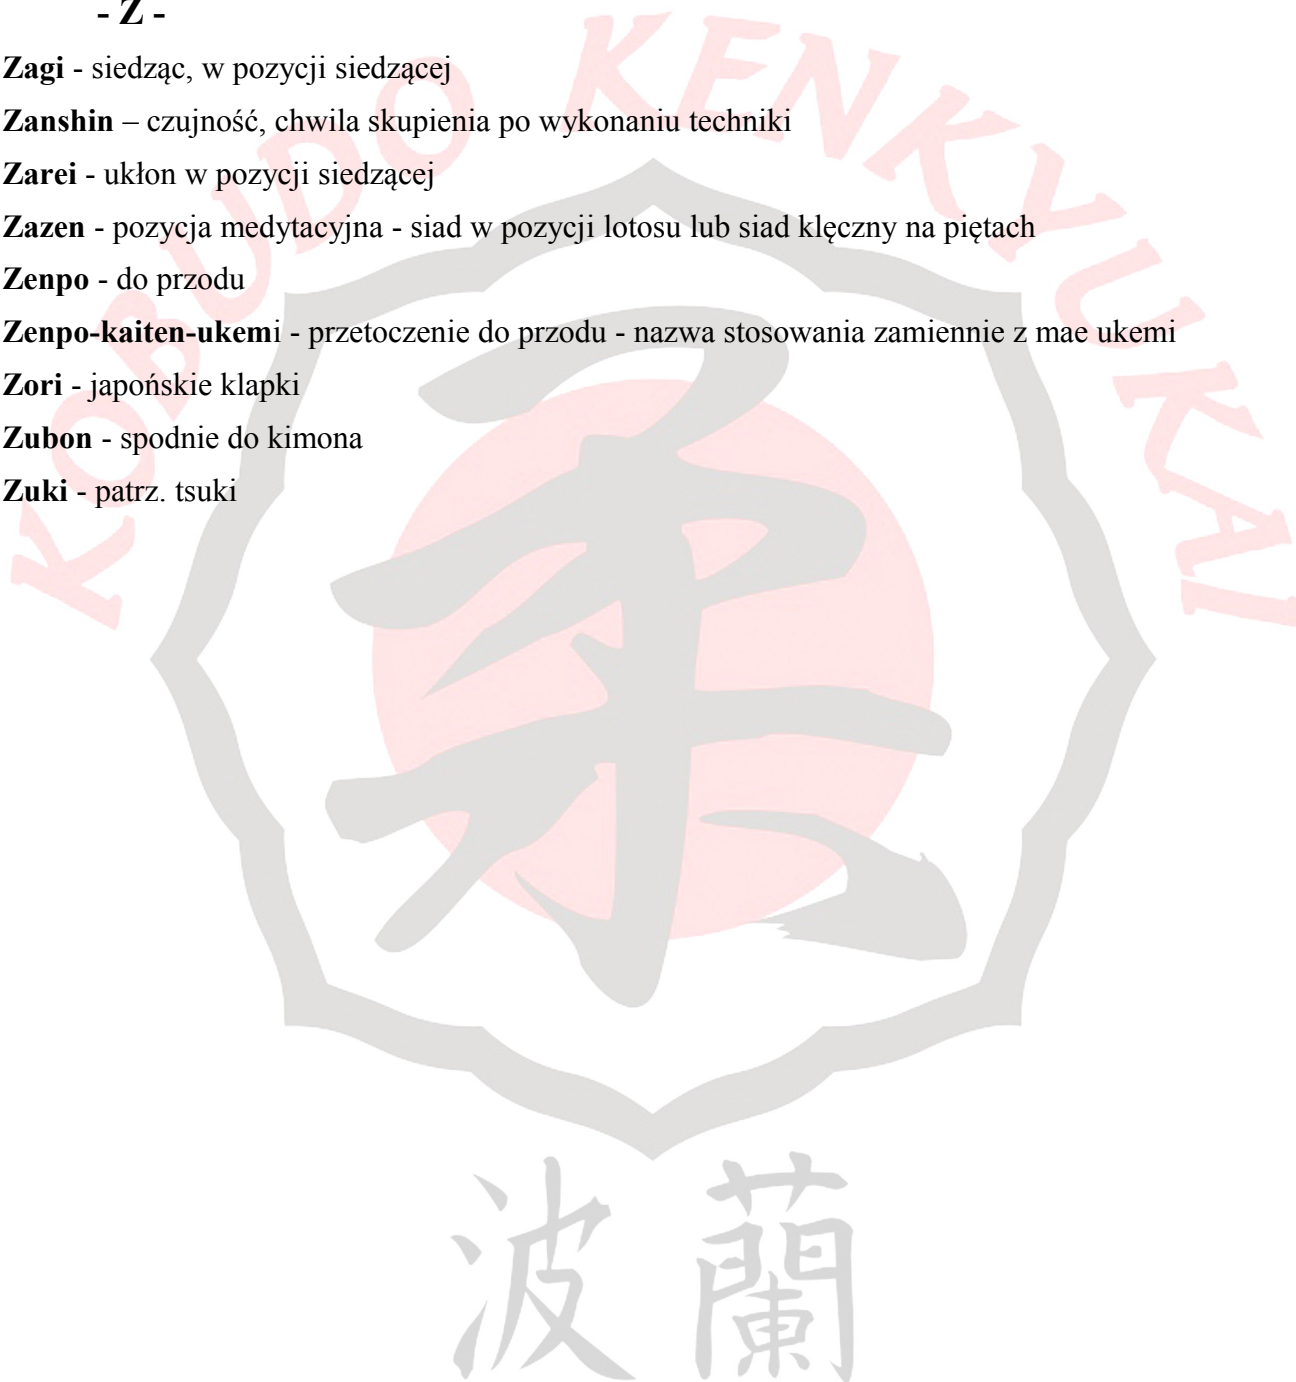 - Z -
Zagi - siedząc, w pozycji siedzącej
Zanshin – czujność, chwila skupienia po wykonaniu techniki
Zarei - ukłon w pozycji siedzącej
Zazen - pozycja medytacyjna - siad w pozycji lotosu lub siad klęczny na piętach
Zenpo - do przodu
Zenpo-kaiten-ukemi - przetoczenie do przodu - nazwa stosowania zamiennie z mae ukemi
Zori - japońskie klapki
Zubon - spodnie do kimona
Zuki - patrz. tsuki
KOBUDO KENKYUKAI
柔
波蘭